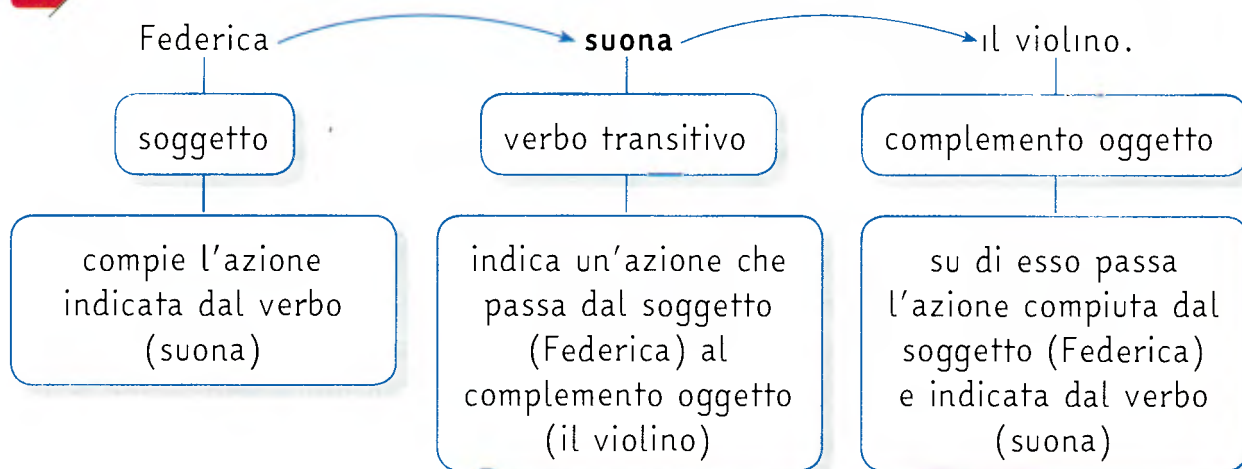 Federica suona il violino.
soggetto
verbo transitivo
complemento oggetto
compie l'azione
indicata dal verbo
(suona)
indica un'azione che
passa dal soggetto
(Federica) al
complemento oggetto
(il violino)
su di esso passa
l'azione compiuta dal
soggetto (Federica)
e indicata dal verbo
(suona)